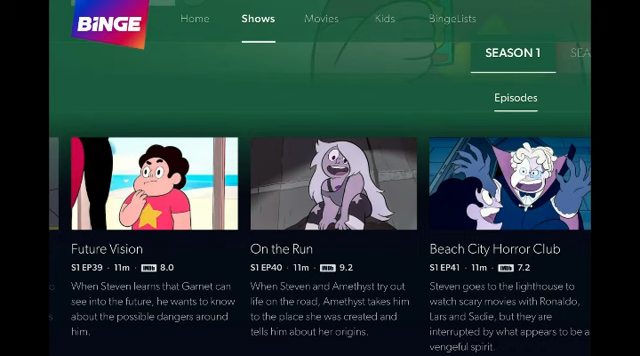 BINGE
Home Shows Movies Kids BingeLists
SEASON 1
Episodes
Future Vision
S1 EP39 · 11m · IMDb 8.0
When Steven learns that Garnet can
see into the future, he wants to know
about the possible dangers around
him.
On the Run
S1 EP40 · 11m · IMDb 9.2
When Steven and Amethyst try out
life on the road, Amethyst takes him
to the place she was created and
tells him about her origins.
Beach City Horror Club
S1 EP41 · 11m · IMDb 7.2
Steven goes to the lighthouse to
watch scary movies with Ronaldo,
Lars and Sadie, but they are
interrupted by what appears to be a
vengeful spirit.